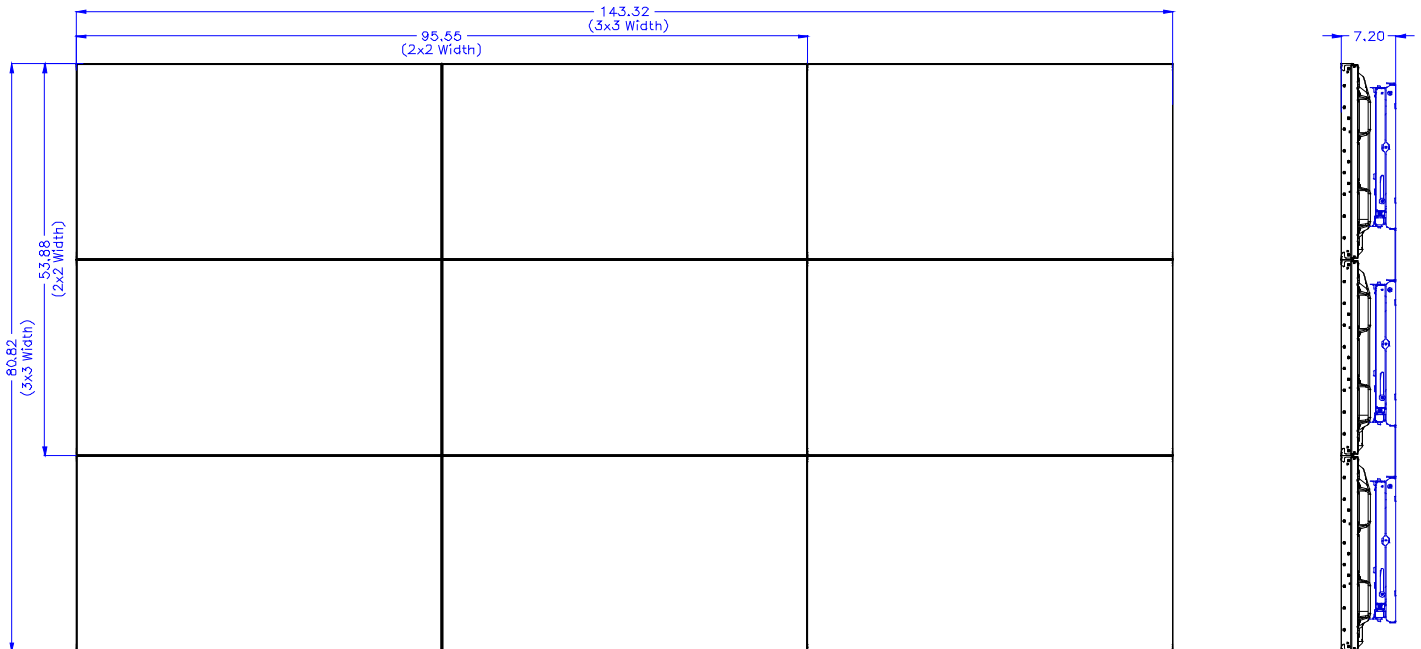 143.32
(3x3 Width)
95.55
(2x2 Width)
7.20
53.88
(2x2 Width)
80.82
(3x3 Width)